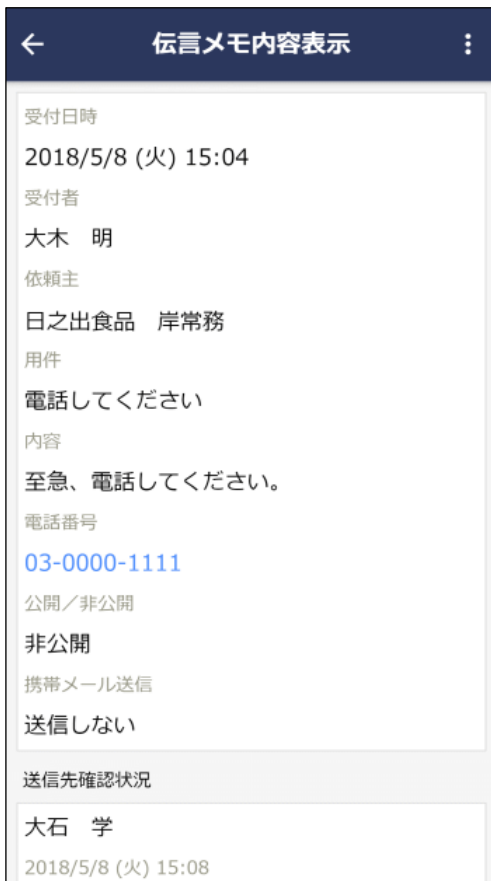 伝言メモ内容表示
受付日時
2018/5/8 (火) 15:04
受付者
大木　明
依頼主
日之出食品　岸常務
用件
電話してください
内容
至急、電話してください。
電話番号
03-0000-1111
公開／非公開
非公開
携帯メール送信
送信しない
送信先確認状況
大石　学
2018/5/8 (火) 15:08